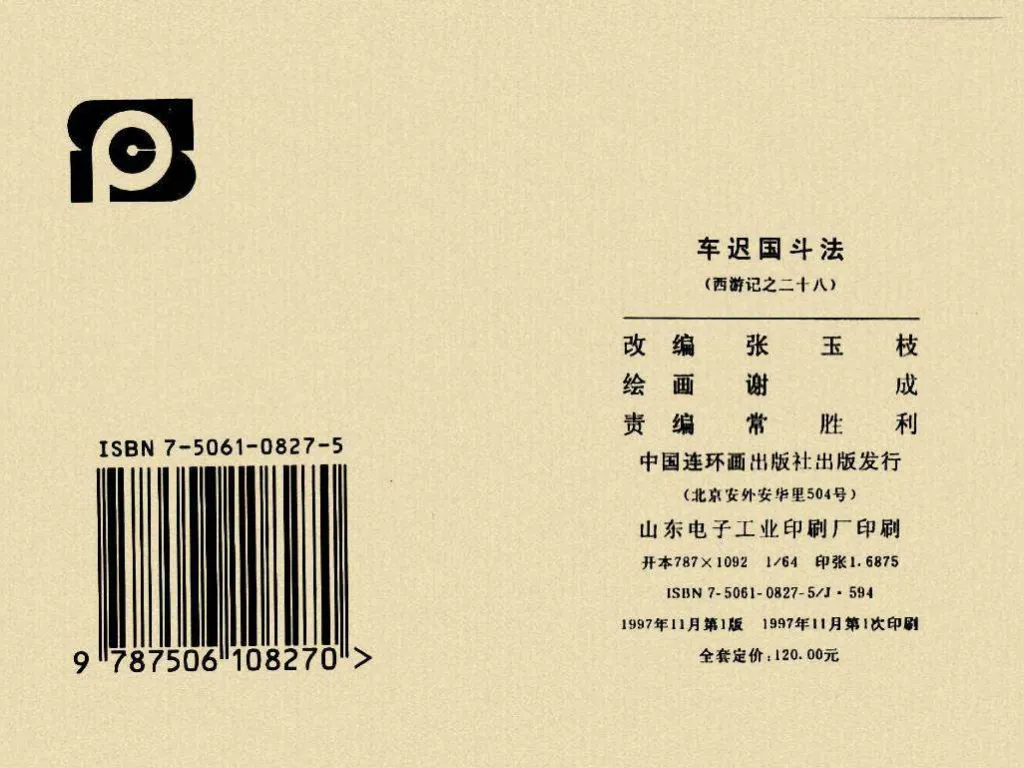 ISBN 7-5061-0827-5
9 787506 108270 >
车迟国斗法
（西游记之二十八）
改编 张玉枝
绘画 谢成
责编 常胜利
中国连环画出版社出版发行
（北京安外安华里504号）
山东电子工业印刷厂印刷
开本787×1092 1/64 印张1.6875
ISBN 7-5061-0827-5/J·594
1997年11月第1版 1997年11月第1次印刷
全套定价:120.00元